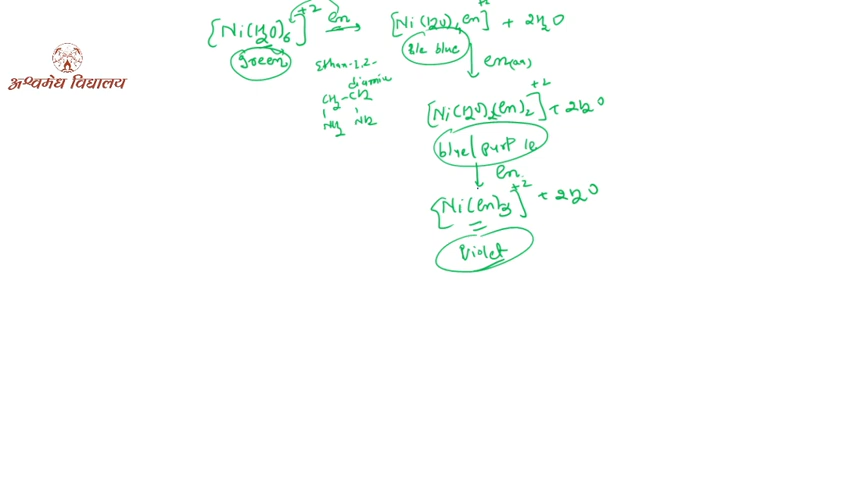 [Ni(H2O)6]+2 en → [Ni(H2O)4 en]+2 + 2H2O
green
blue
Ethan-1,2-
diamine
CH2-CH2
NH2 NH2
en(aq)
[Ni(H2O)2(en)2]+2 + 2H2O
blue/purple
en
[Ni(en)3]+2 + 2H2O
Violet
अश्वमेध विद्यालय